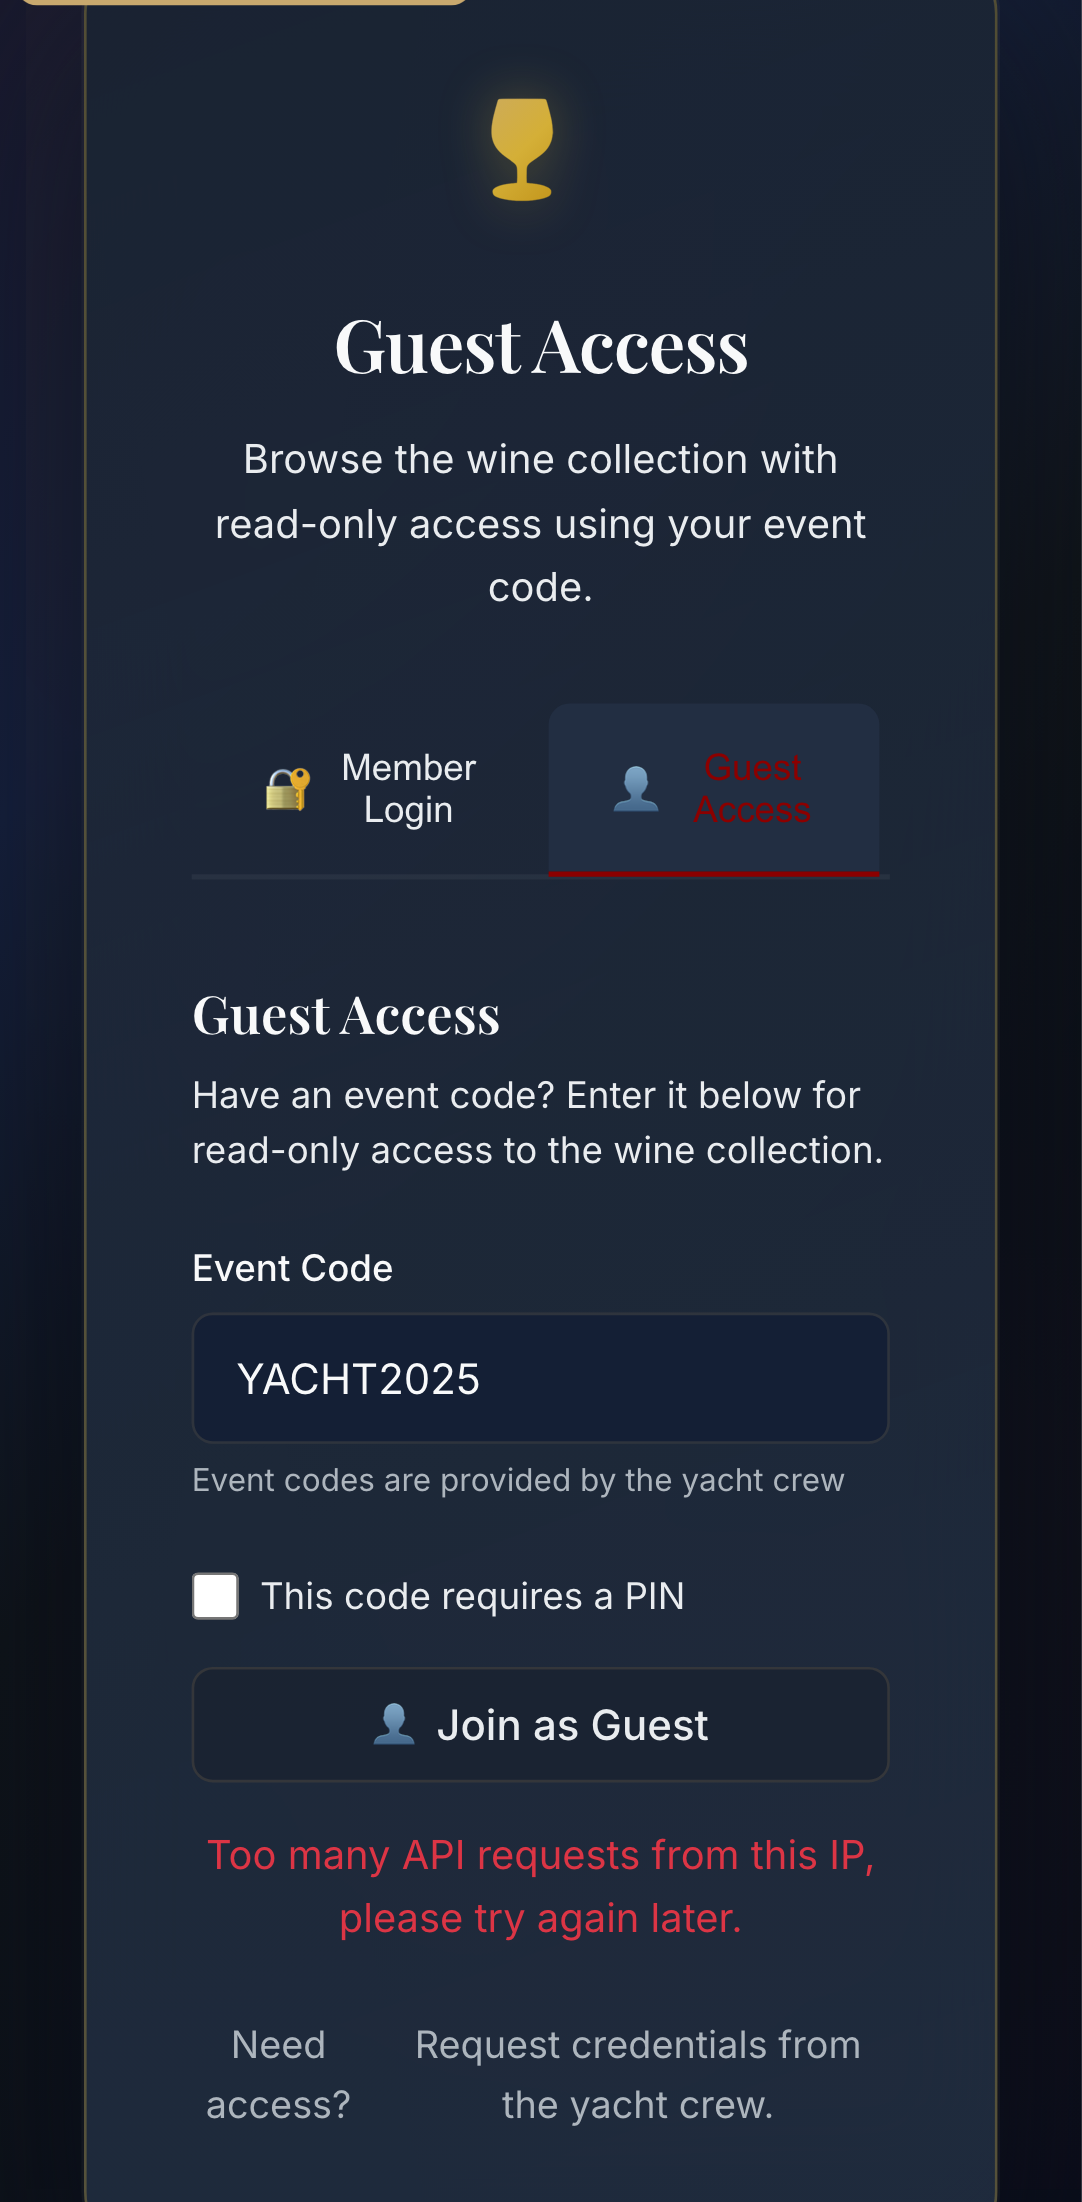 Guest Access
Browse the wine collection with
read-only access using your event
code.
Member
Login
Guest
Access
Guest Access
Have an event code? Enter it below for
read-only access to the wine collection.
Event Code
YACHT2025
Event codes are provided by the yacht crew
This code requires a PIN
Join as Guest
Too many API requests from this IP,
please try again later.
Need
access?
Request credentials from
the yacht crew.